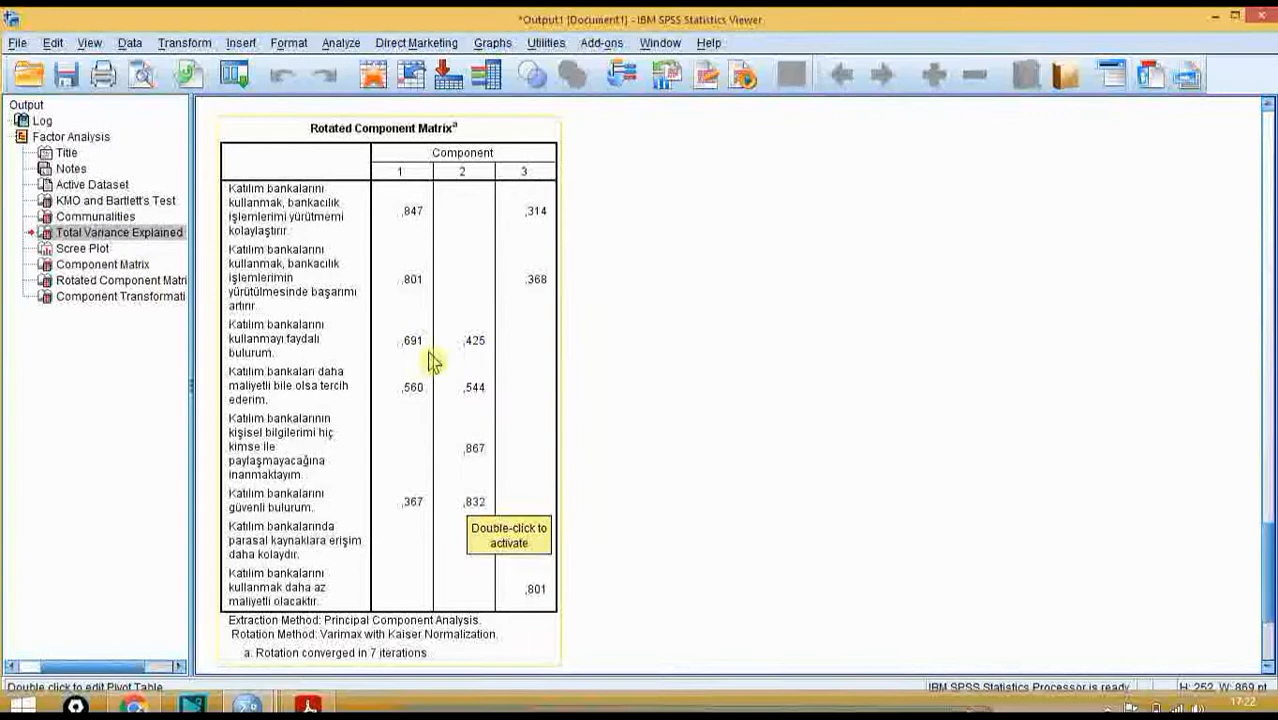 *Output1 [Document1] - IBM SPSS Statistics Viewer
File Edit View Data Transform Insert Format Analyze Direct Marketing Graphs Utilities Add-ons Window Help
Output
Log
Factor Analysis
Title
Notes
Active Dataset
KMO and Bartlett's Test
Communalities
Total Variance Explained
Scree Plot
Component Matrix
Rotated Component Matri
Component Transformati
Rotated Component Matrixa
Component
1 2 3
Katılım bankalarını
kullanmak, bankacılık
işlemlerimi yürütmemi
kolaylaştırır.
,847 ,314
Katılım bankalarını
kullanmak, bankacılık
işlemlerimin
yürütülmesinde başarımı
artırır.
,801 ,368
Katılım bankalarını
kullanmayı faydalı
bulurum.
,691 ,425
Katılım bankaları daha
maliyetli bile olsa tercih
ederim.
,560 ,544
Katılım bankalarının
kişisel bilgilerimi hiç
kimse ile
paylaşmayacağına
inanmaktayım.
,867
Katılım bankalarını
güvenli bulurum.
,367 ,832
Katılım bankalarında
parasal kaynaklara erişim
daha kolaydır.
Double-click to
activate
Katılım bankalarını
kullanmak daha az
maliyetli olacaktır.
,801
Extraction Method: Principal Component Analysis.
Rotation Method: Varimax with Kaiser Normalization.
a. Rotation converged in 7 iterations.
Double click to edit Pivot Table
IBM SPSS Statistics Processor is ready
H: 252, W: 869 pt
17:22